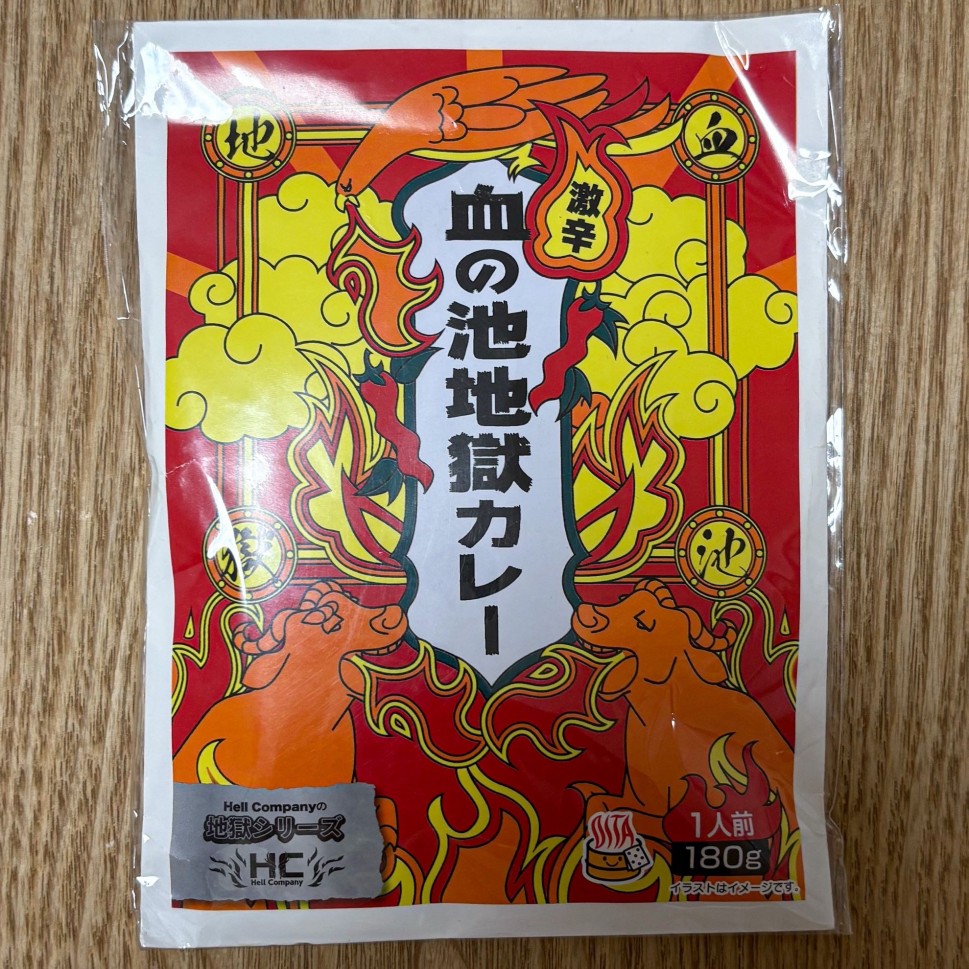 血
池
地
獄
激辛
血の池地獄カレー
Hell Companyの
地獄シリーズ
HC
Hell Company
OITA
1人前
180g
イラストはイメージです。